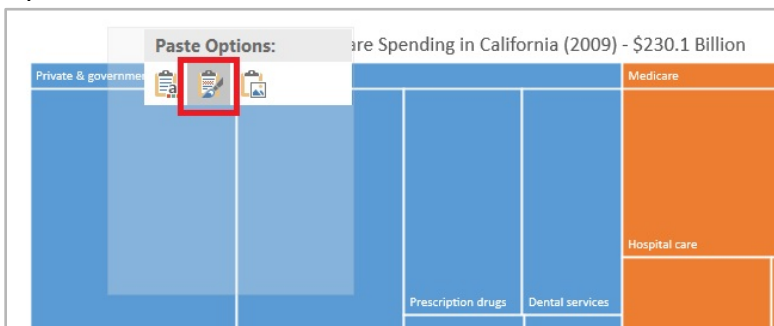 Paste Options:
are Spending in California (2009) - $230.1 Billion
Private & governme
Medicare
a
Hospital care
Prescription drugs
Dental services